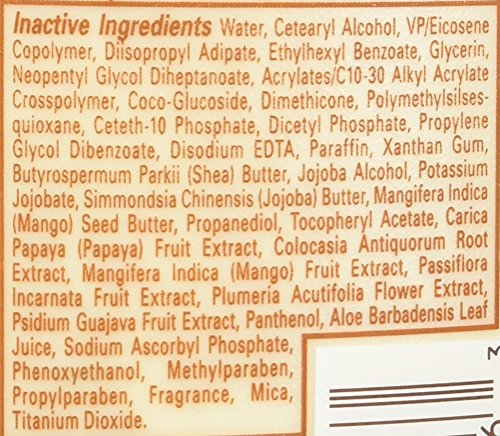 Inactive Ingredients Water, Cetearyl Alcohol, VP/Eicosene
Copolymer, Diisopropyl Adipate, Ethylhexyl Benzoate, Glycerin,
Neopentyl Glycol Diheptanoate, Acrylates/C10-30 Alkyl Acrylate
Crosspolymer, Coco-Glucoside, Dimethicone, Polymethylsilses-
quioxane, Ceteth-10 Phosphate, Dicetyl Phosphate, Propylene
Glycol Dibenzoate, Disodium EDTA, Paraffin, Xanthan Gum,
Butyrospermum Parkii (Shea) Butter, Jojoba Alcohol, Potassium
Jojobate, Simmondsia Chinensis (Jojoba) Butter, Mangifera Indica
(Mango) Seed Butter, Propanediol, Tocopheryl Acetate, Carica
Papaya (Papaya) Fruit Extract, Colocasia Antiquorum Root
Extract, Mangifera Indica (Mango) Fruit Extract, Passiflora
Incarnata Fruit Extract, Plumeria Acutifolia Flower Extract,
Psidium Guajava Fruit Extract, Panthenol, Aloe Barbadensis Leaf
Juice, Sodium Ascorbyl Phosphate,
Phenoxyethanol, Methylparaben,
Propylparaben, Fragrance, Mica,
Titanium Dioxide.